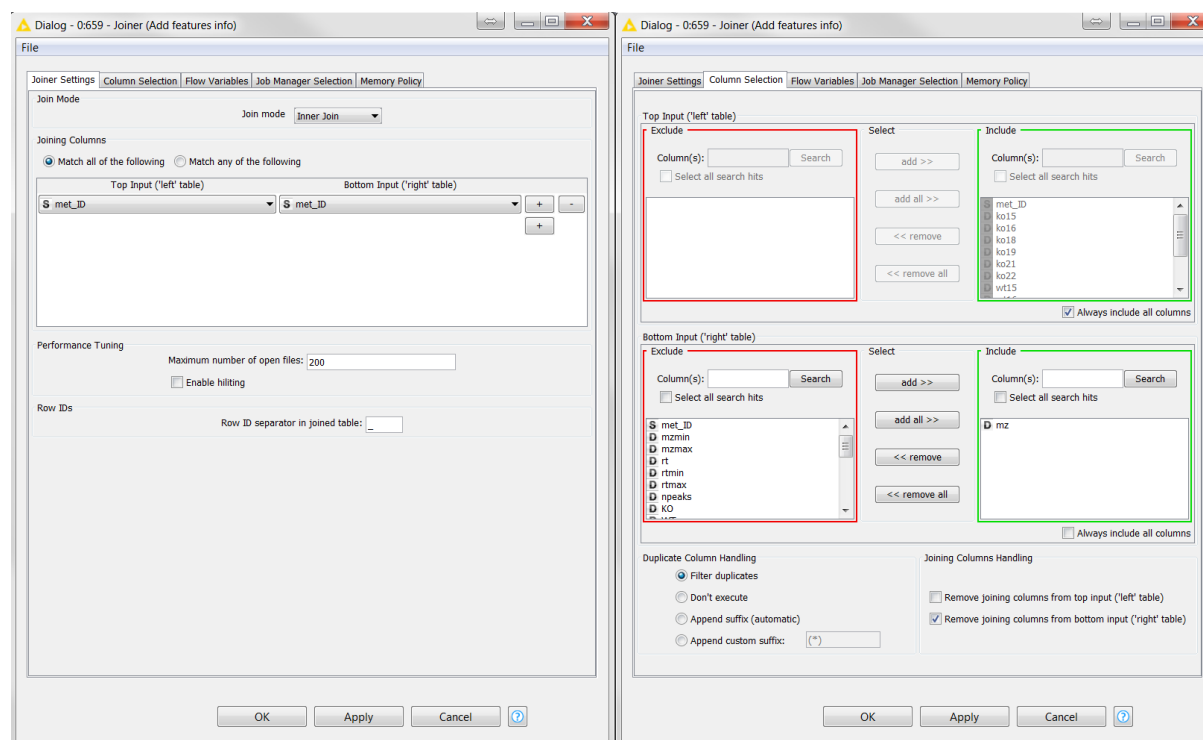 Dialog - 0:659 - Joiner (Add features info)
File
Joiner Settings Column Selection Flow Variables Job Manager Selection Memory Policy
Join Mode
Join mode Inner Join
Joining Columns
Match all of the following Match any of the following
Top Input ('left' table) Bottom Input ('right' table)
S met_ID S met_ID + -
+
Performance Tuning
Maximum number of open files: 200
Enable hiliting
Row IDs
Row ID separator in joined table: _
OK Apply Cancel ?
Dialog - 0:659 - Joiner (Add features info)
File
Joiner Settings Column Selection Flow Variables Job Manager Selection Memory Policy
Top Input ('left' table)
Exclude Select Include
Column(s): Search add >> Column(s): Search
Select all search hits Select all search hits
add all >>
S met_ID
D ko15
D ko16
<< remove
D ko18
D ko19
D ko21
<< remove all
D ko22
D wt15
Always include all columns
Bottom Input ('right' table)
Exclude Select Include
Column(s): Search add >> Column(s): Search
Select all search hits Select all search hits
add all >>
S met_ID D mz
D mzmin
D mzmax
<< remove
D rt
D rtmin
D rtmax
<< remove all
D npeaks
D KO
Always include all columns
Duplicate Column Handling Joining Columns Handling
Filter duplicates
Don't execute Remove joining columns from top input ('left' table)
Append suffix (automatic) Remove joining columns from bottom input ('right' table)
Append custom suffix: (*)
OK Apply Cancel ?